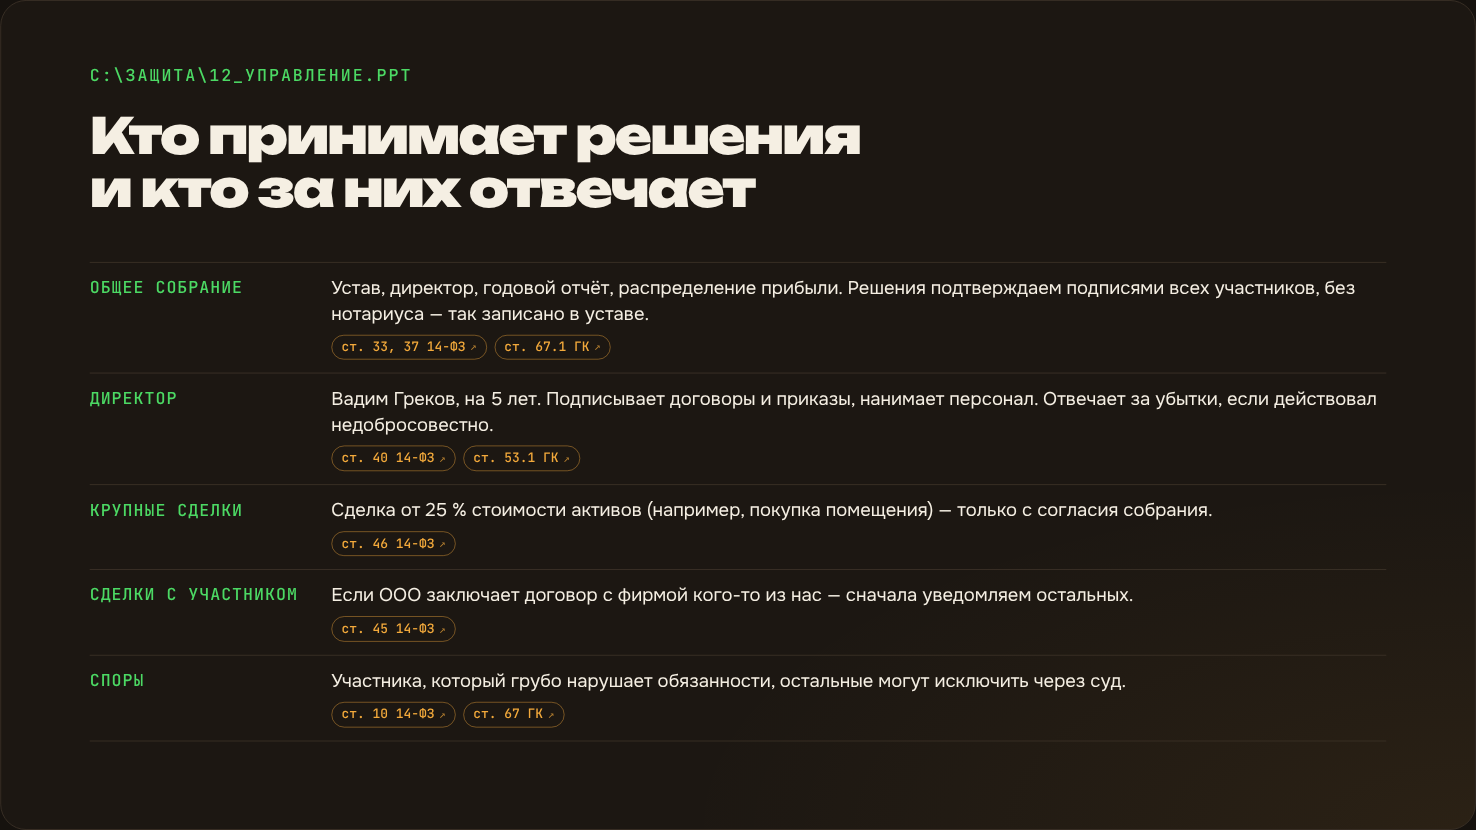 C:\ЗАЩИТА\12_УПРАВЛЕНИЕ.PPT
Кто принимает решения
и кто за них отвечает
ОБЩЕЕ СОБРАНИЕ
Устав, директор, годовой отчёт, распределение прибыли. Решения подтверждаем подписями всех участников, без
нотариуса — так записано в уставе.
ст. 33, 37 14-ФЗ ↗ ст. 67.1 ГК ↗
ДИРЕКТОР
Вадим Греков, на 5 лет. Подписывает договоры и приказы, нанимает персонал. Отвечает за убытки, если действовал
недобросовестно.
ст. 40 14-ФЗ ↗ ст. 53.1 ГК ↗
КРУПНЫЕ СДЕЛКИ
Сделка от 25 % стоимости активов (например, покупка помещения) — только с согласия собрания.
ст. 46 14-ФЗ ↗
СДЕЛКИ С УЧАСТНИКОМ
Если ООО заключает договор с фирмой кого-то из нас — сначала уведомляем остальных.
ст. 45 14-ФЗ ↗
СПОРЫ
Участника, который грубо нарушает обязанности, остальные могут исключить через суд.
ст. 10 14-ФЗ ↗ ст. 67 ГК ↗